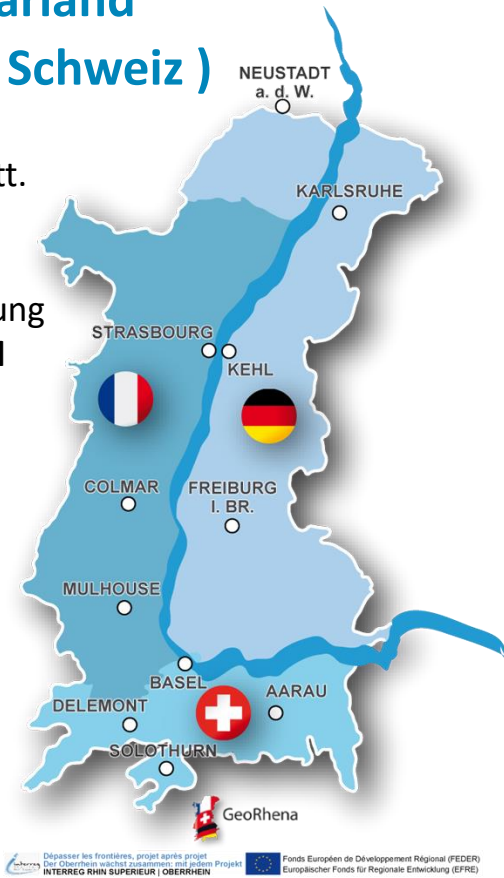 arland
Schweiz )
tt.
ung
NEUSTADT
a. d. W.
KARLSRUHE
STRASBOURG
KEHL
COLMAR
FREIBURG
I. BR.
MULHOUSE
BASEL
DELEMONT
AARAU
SOLOTHURN
GeoRhena
Dépasser les frontières, projet après projet
Der Oberrhein wächst zusammen: mit jedem Projekt
INTERREG RHIN SUPERIEUR | OBERRHEIN
Fonds Européen de Développement Régional (FEDER)
Europäischer Fonds für Regionale Entwicklung (EFRE)